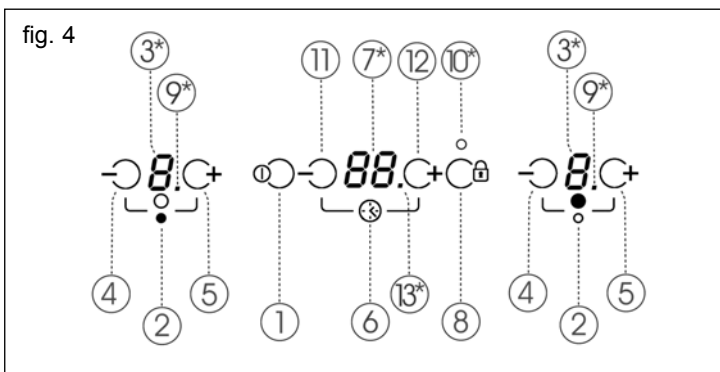 fig. 4
3* 11 7* 12 10* 3*
9* 9*
- 8. + - 88. + - 8. +
4 2 5 1 6 13* 8 4 2 5